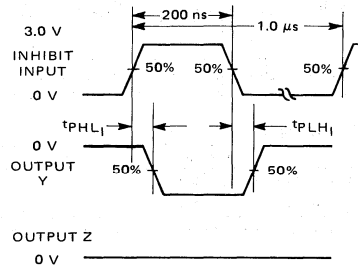 200 ns
3.0 V
1.0 μs
INHIBIT
INPUT
50%
50%
50%
0 V
tPHL1
tPLH1
0 V
OUTPUT
Y
50%
50%
OUTPUT Z
0 V